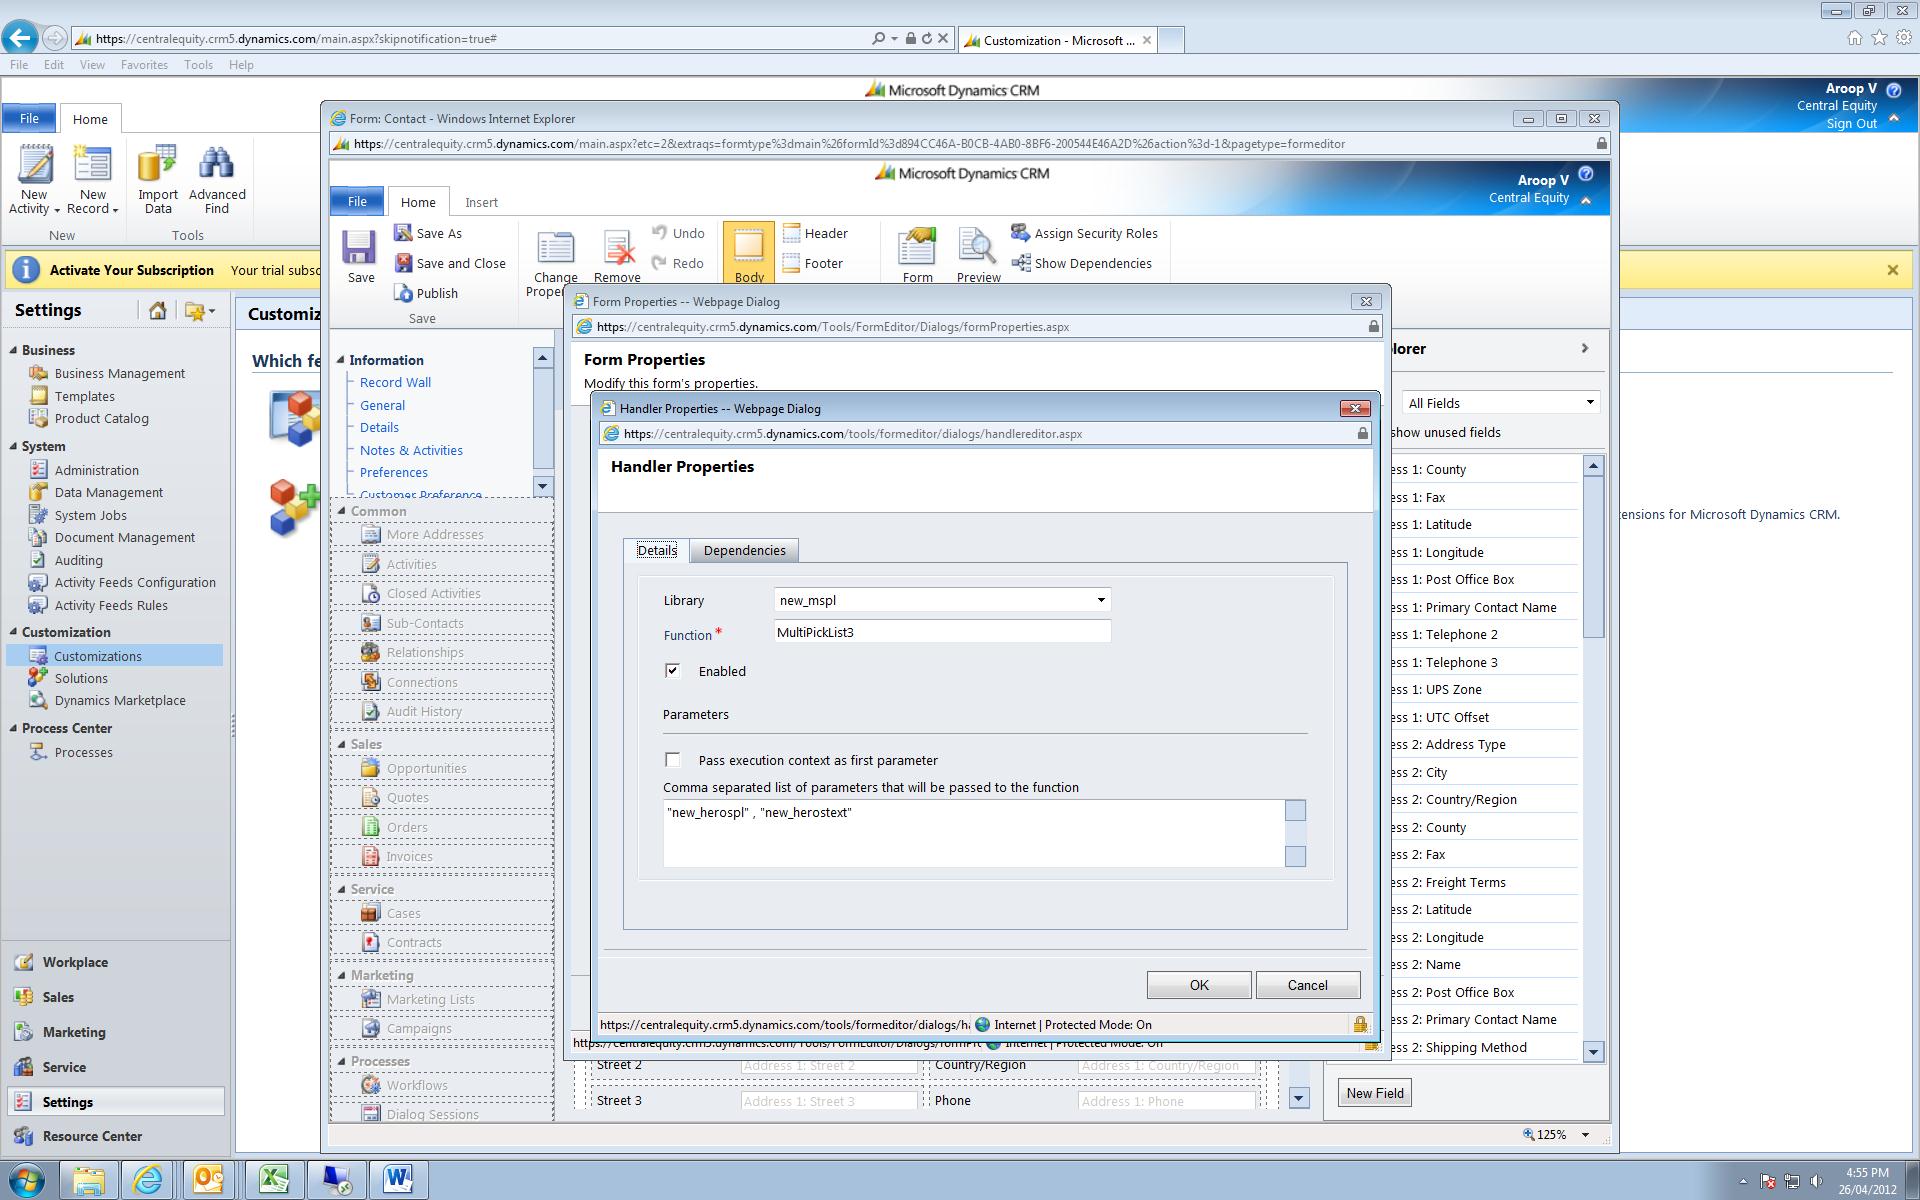 https://centralequity.crm5.dynamics.com/main.aspx?skipnotification=true#
Customization - Microsoft ...
File Edit View Favorites Tools Help
Microsoft Dynamics CRM
Aroop V
Central Equity
Sign Out
File
Home
New Activity
New Record
Import Data
Advanced Find
New
Tools
Activate Your Subscription
Your trial subsc
Settings
Business
Business Management
Templates
Product Catalog
System
Administration
Data Management
System Jobs
Document Management
Auditing
Activity Feeds Configuration
Activity Feeds Rules
Customization
Customizations
Solutions
Dynamics Marketplace
Process Center
Processes
Workplace
Sales
Marketing
Service
Settings
Resource Center
Customiz
Which fe
ensions for Microsoft Dynamics CRM.
Form: Contact - Windows Internet Explorer
https://centralequity.crm5.dynamics.com/main.aspx?etc=2&extraqs=formtype%3dmain%26formId%3d894CC46A-B0CB-4AB0-8BF6-200544E46A2D%26action%3d-1&pagetype=formeditor
Microsoft Dynamics CRM
Aroop V
Central Equity
File
Home
Insert
Save
Save As
Save and Close
Publish
Save
Change
Proper
Remove
Undo
Redo
Body
Header
Footer
Form
Preview
Assign Security Roles
Show Dependencies
Information
Record Wall
General
Details
Notes & Activities
Preferences
Customer Preference
Common
More Addresses
Activities
Closed Activities
Sub-Contacts
Relationships
Connections
Audit History
Sales
Opportunities
Quotes
Orders
Invoices
Service
Cases
Contracts
Marketing
Marketing Lists
Campaigns
Processes
Workflows
Dialog Sessions
Form Properties -- Webpage Dialog
https://centralequity.crm5.dynamics.com/Tools/FormEditor/Dialogs/formProperties.aspx
Form Properties
Modify this form's properties.
Handler Properties -- Webpage Dialog
https://centralequity.crm5.dynamics.com/tools/formeditor/dialogs/handlereditor.aspx
Handler Properties
Details
Dependencies
Library
new_mspl
Function *
MultiPickList3
Enabled
Parameters
Pass execution context as first parameter
Comma separated list of parameters that will be passed to the function
"new_herospl" , "new_herostext"
OK
Cancel
https://centralequity.crm5.dynamics.com/tools/formeditor/dialogs/ha
Internet | Protected Mode: On
https://centralequity.crm5.dynamics.com/Tools/FormEditor/Dialogs/formPro
Internet | Protected Mode: On
Street 2
Address 1: Street 2
Country/Region
Address 1: Country/Region
Street 3
Address 1: Street 3
Phone
Address 1: Phone
lorer
All Fields
show unused fields
ess 1: County
ess 1: Fax
ess 1: Latitude
ess 1: Longitude
ess 1: Post Office Box
ess 1: Primary Contact Name
ess 1: Telephone 2
ess 1: Telephone 3
ess 1: UPS Zone
ess 1: UTC Offset
ess 2: Address Type
ess 2: City
ess 2: Country/Region
ess 2: County
ess 2: Fax
ess 2: Freight Terms
ess 2: Latitude
ess 2: Longitude
ess 2: Name
ess 2: Post Office Box
ess 2: Primary Contact Name
ess 2: Shipping Method
New Field
125%
4:55 PM
26/04/2012